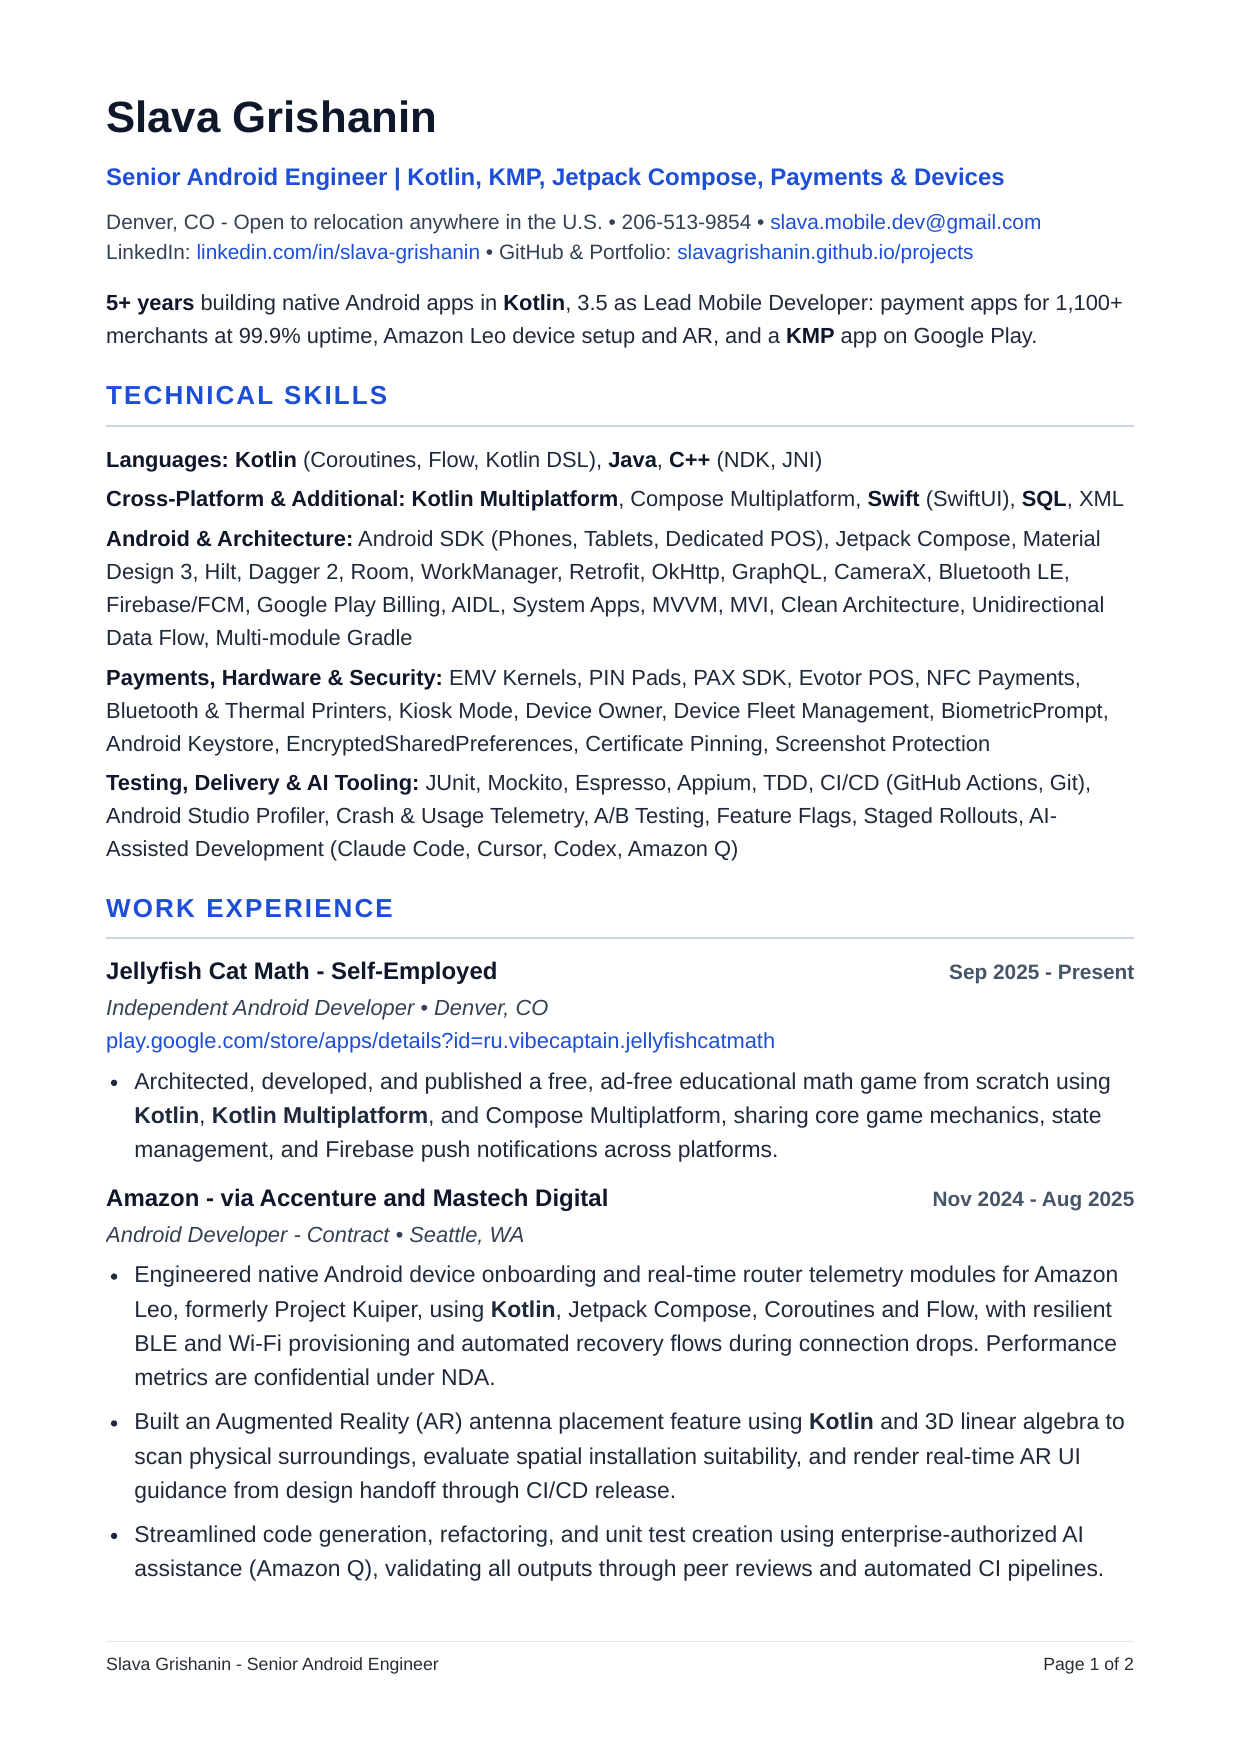 Slava Grishanin
Senior Android Engineer | Kotlin, KMP, Jetpack Compose, Payments & Devices
Denver, CO - Open to relocation anywhere in the U.S. • 206-513-9854 • slava.mobile.dev@gmail.com
LinkedIn: linkedin.com/in/slava-grishanin • GitHub & Portfolio: slavagrishanin.github.io/projects
5+ years building native Android apps in Kotlin, 3.5 as Lead Mobile Developer: payment apps for 1,100+
merchants at 99.9% uptime, Amazon Leo device setup and AR, and a KMP app on Google Play.
TECHNICAL SKILLS
Languages: Kotlin (Coroutines, Flow, Kotlin DSL), Java, C++ (NDK, JNI)
Cross-Platform & Additional: Kotlin Multiplatform, Compose Multiplatform, Swift (SwiftUI), SQL, XML
Android & Architecture: Android SDK (Phones, Tablets, Dedicated POS), Jetpack Compose, Material
Design 3, Hilt, Dagger 2, Room, WorkManager, Retrofit, OkHttp, GraphQL, CameraX, Bluetooth LE,
Firebase/FCM, Google Play Billing, AIDL, System Apps, MVVM, MVI, Clean Architecture, Unidirectional
Data Flow, Multi-module Gradle
Payments, Hardware & Security: EMV Kernels, PIN Pads, PAX SDK, Evotor POS, NFC Payments,
Bluetooth & Thermal Printers, Kiosk Mode, Device Owner, Device Fleet Management, BiometricPrompt,
Android Keystore, EncryptedSharedPreferences, Certificate Pinning, Screenshot Protection
Testing, Delivery & AI Tooling: JUnit, Mockito, Espresso, Appium, TDD, CI/CD (GitHub Actions, Git),
Android Studio Profiler, Crash & Usage Telemetry, A/B Testing, Feature Flags, Staged Rollouts, AI-
Assisted Development (Claude Code, Cursor, Codex, Amazon Q)
WORK EXPERIENCE
Jellyfish Cat Math - Self-Employed Sep 2025 - Present
Independent Android Developer • Denver, CO
play.google.com/store/apps/details?id=ru.vibecaptain.jellyfishcatmath
• Architected, developed, and published a free, ad-free educational math game from scratch using
Kotlin, Kotlin Multiplatform, and Compose Multiplatform, sharing core game mechanics, state
management, and Firebase push notifications across platforms.
Amazon - via Accenture and Mastech Digital Nov 2024 - Aug 2025
Android Developer - Contract • Seattle, WA
• Engineered native Android device onboarding and real-time router telemetry modules for Amazon
Leo, formerly Project Kuiper, using Kotlin, Jetpack Compose, Coroutines and Flow, with resilient
BLE and Wi-Fi provisioning and automated recovery flows during connection drops. Performance
metrics are confidential under NDA.
• Built an Augmented Reality (AR) antenna placement feature using Kotlin and 3D linear algebra to
scan physical surroundings, evaluate spatial installation suitability, and render real-time AR UI
guidance from design handoff through CI/CD release.
• Streamlined code generation, refactoring, and unit test creation using enterprise-authorized AI
assistance (Amazon Q), validating all outputs through peer reviews and automated CI pipelines.
Slava Grishanin - Senior Android Engineer Page 1 of 2